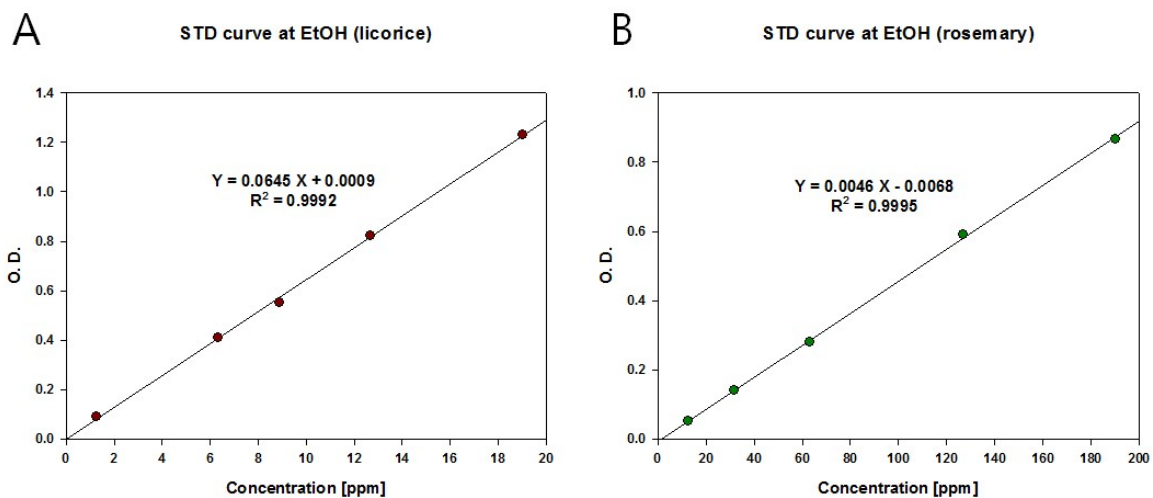 A
STD curve at EtOH (licorice)
1.4
1.2
1.0
0.8
0.6
0.4
0.2
0.0
O. D.
Y = 0.0645 X + 0.0009
R² = 0.9992
0 2 4 6 8 10 12 14 16 18 20
Concentration [ppm]
B
STD curve at EtOH (rosemary)
1.0
0.8
0.6
0.4
0.2
0.0
O. D.
Y = 0.0046 X - 0.0068
R² = 0.9995
0 20 40 60 80 100 120 140 160 180 200
Concentration [ppm]